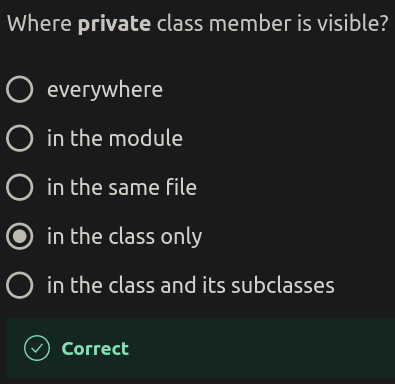 Where private class member is visible?
everywhere
in the module
in the same file
in the class only
in the class and its subclasses
Correct